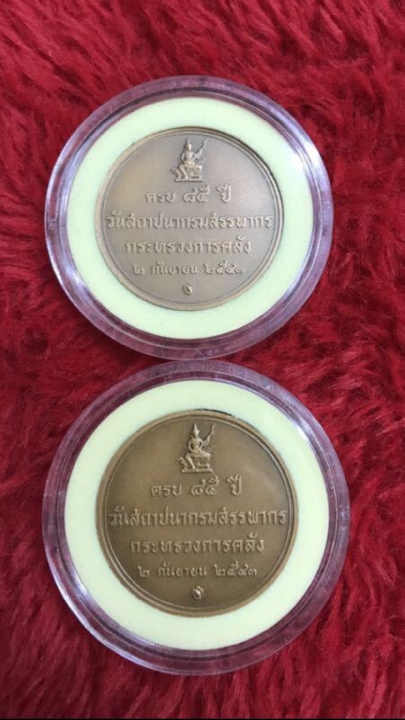 ครบ ๘๕ ปี
วันสถาปนากรมสรรพากร
กระทรวงการคลัง
๒ กันยายน ๒๕๔๓
ครบ ๘๕ ปี
วันสถาปนากรมสรรพากร
กระทรวงการคลัง
๒ กันยายน ๒๕๔๓